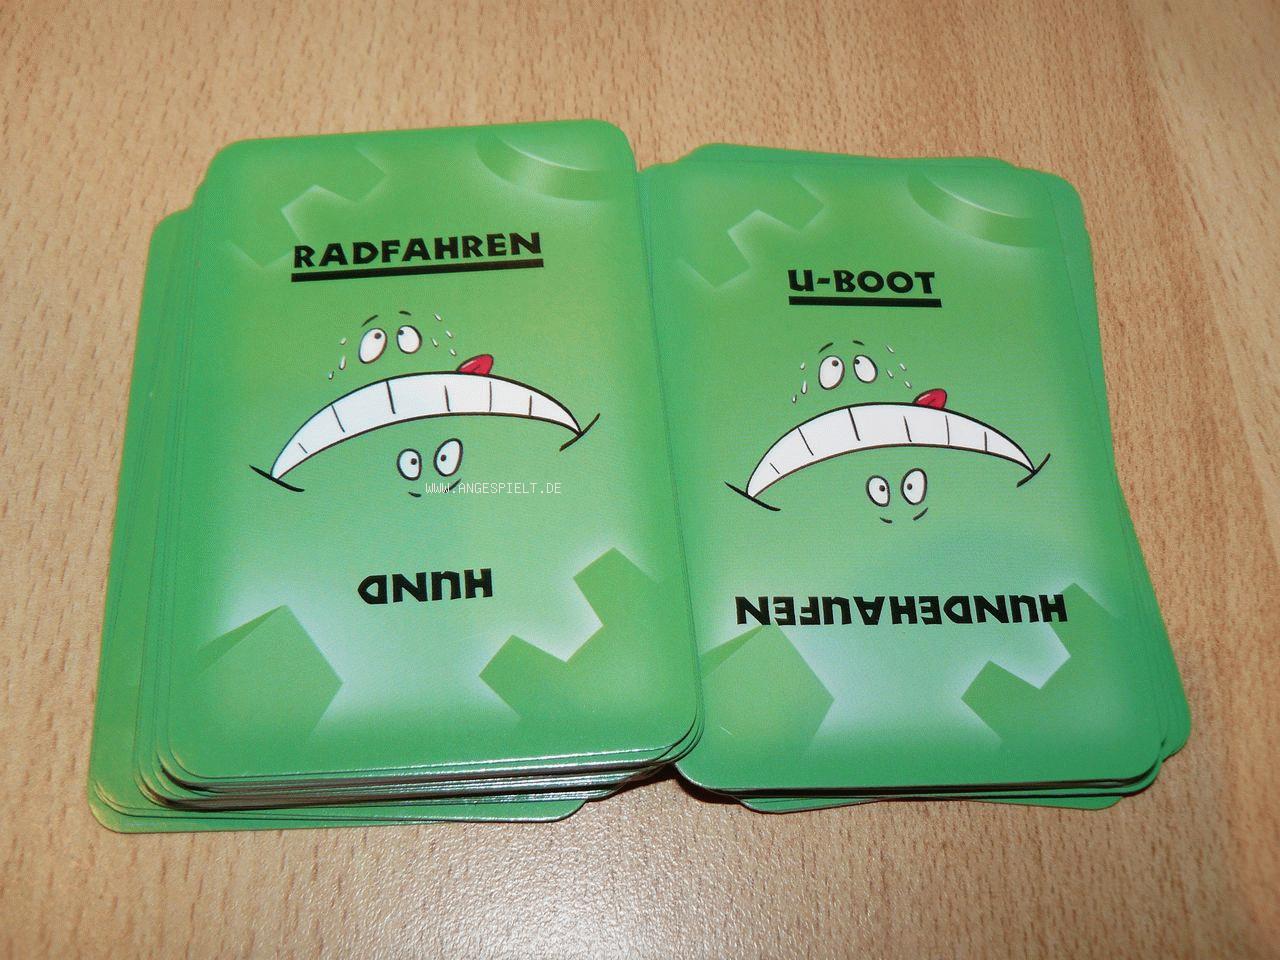 RADFAHREN
HUND
U-BOOT
HUNDEHAUFEN
WWW.ANGESPIELT.DE